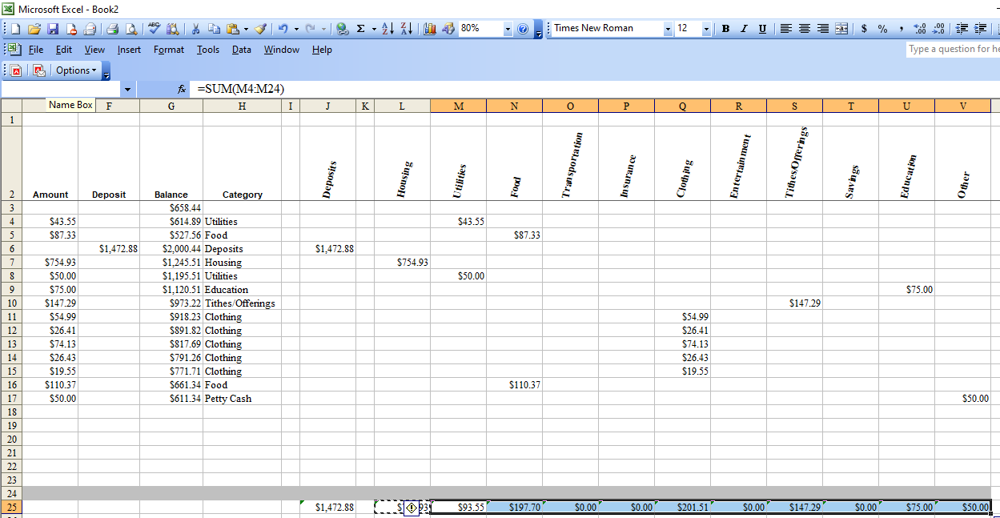 Microsoft Excel - Book2
ABC Σ A Z Z A 80% Times New Roman 12 B I U $ % ,
File Edit View Insert Format Tools Data Window Help Type a question for he
Options
fx =SUM(M4:M24)
Name Box F G H I J K L M N O P Q R S T U V
1
2 Amount Deposit Balance Category Deposits Housing Utilities Food Transportation Insurance Clothing Entertainment Tithes/Offerings Savings Education Other
3 $658.44
4 $43.55 $614.89 Utilities $43.55
5 $87.33 $527.56 Food $87.33
6 $1,472.88 $2,000.44 Deposits $1,472.88
7 $754.93 $1,245.51 Housing $754.93
8 $50.00 $1,195.51 Utilities $50.00
9 $75.00 $1,120.51 Education $75.00
10 $147.29 $973.22 Tithes/Offerings $147.29
11 $54.99 $918.23 Clothing $54.99
12 $26.41 $891.82 Clothing $26.41
13 $74.13 $817.69 Clothing $74.13
14 $26.43 $791.26 Clothing $26.43
15 $19.55 $771.71 Clothing $19.55
16 $110.37 $661.34 Food $110.37
17 $50.00 $611.34 Petty Cash $50.00
18
19
20
21
22
23
24
25 $1,472.88 $93.55 $197.70 $0.00 $0.00 $201.51 $0.00 $147.29 $0.00 $75.00 $50.00